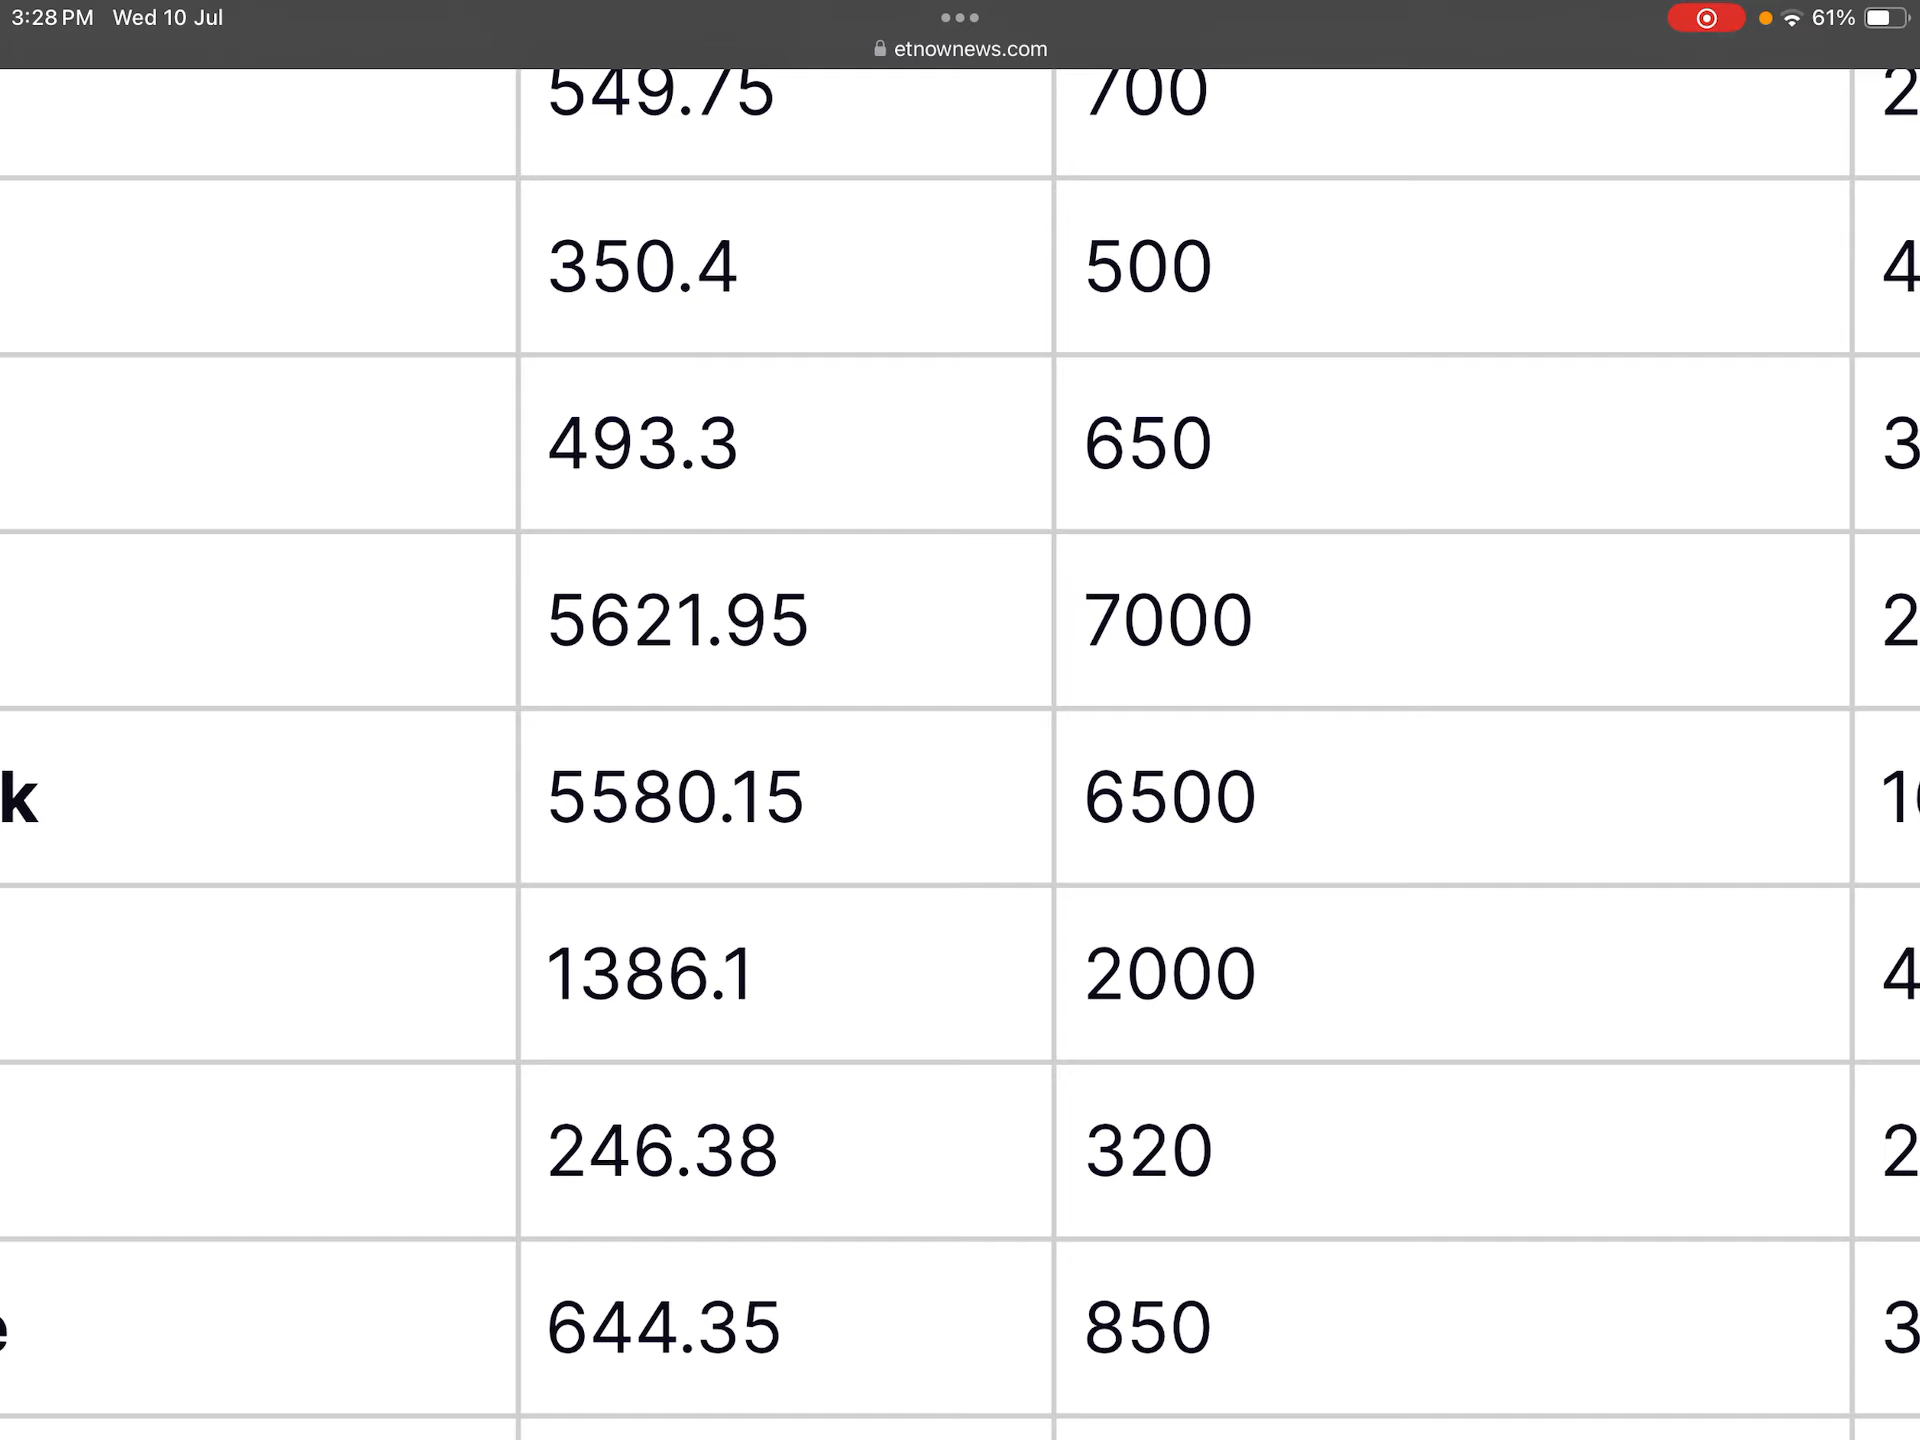 3:28 PM Wed 10 Jul
61%
etnownews.com
549.75 700 2
350.4 500 4
493.3 650 3
5621.95 7000 2
k 5580.15 6500 1
1386.1 2000 4
246.38 320 2
e 644.35 850 3